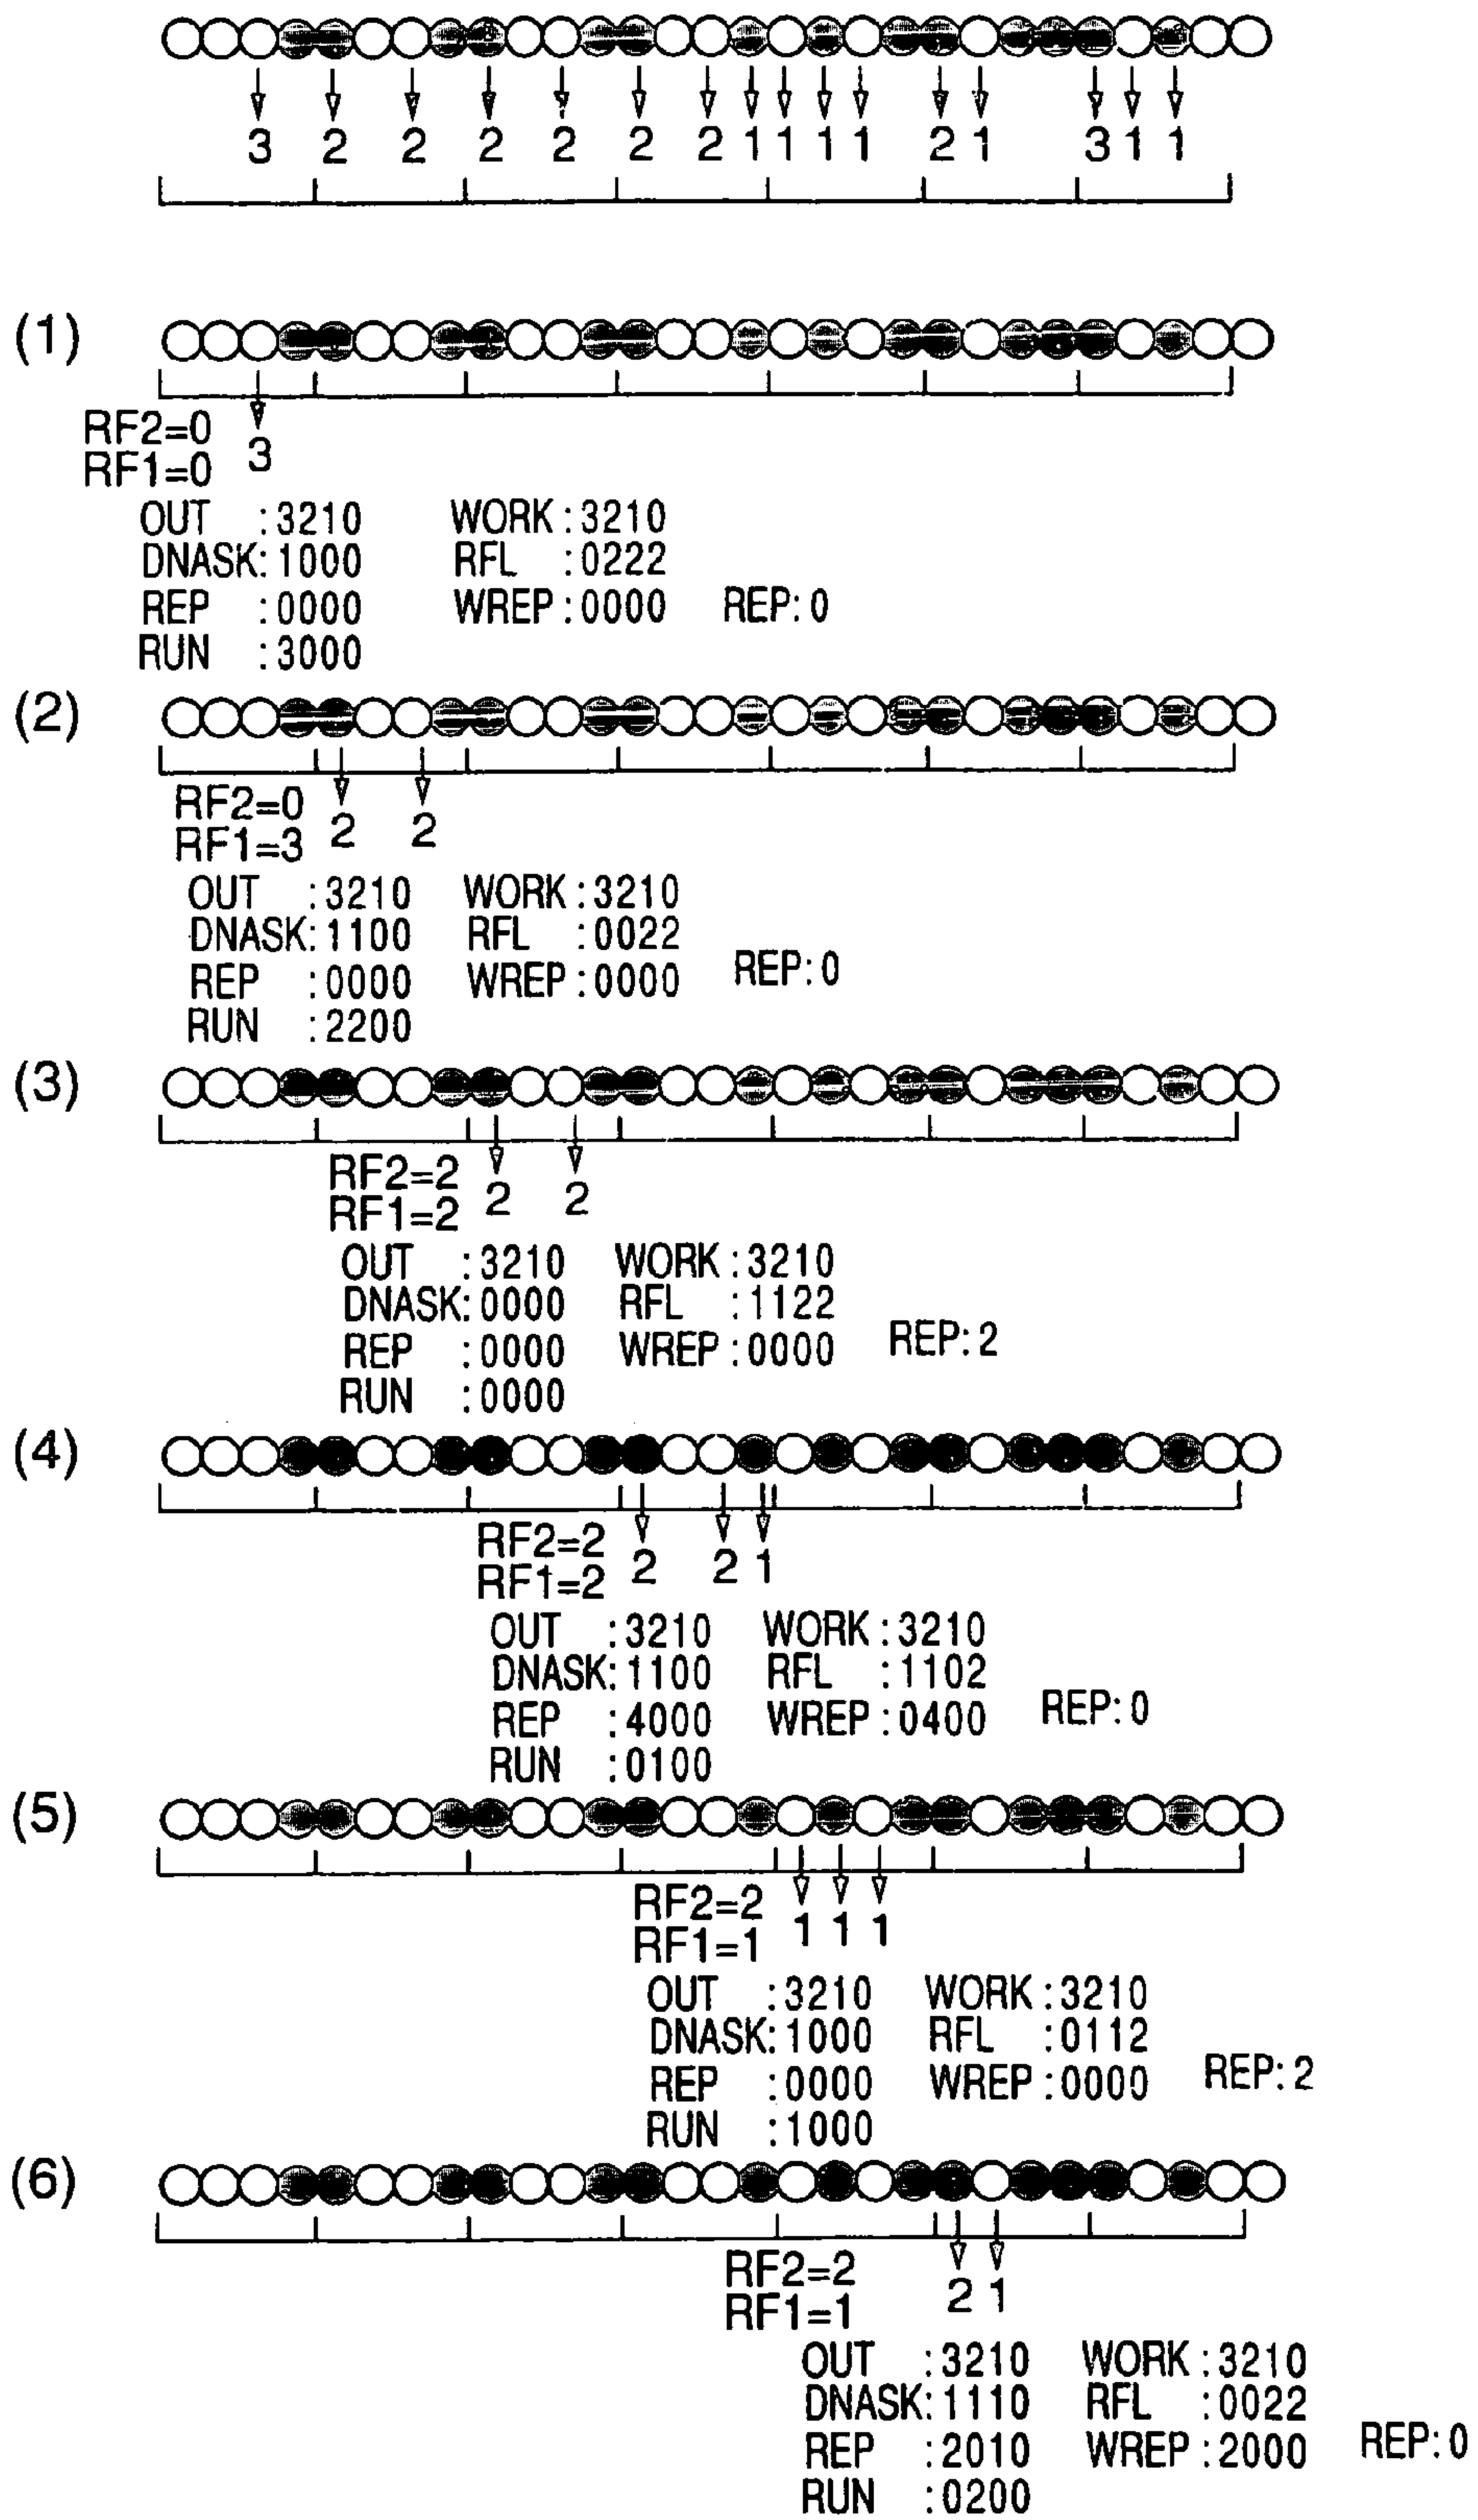 3 2 2 2 2 2 2 1 1 1 1 2 1 3 1 1
(1)
RF2=0
RF1=0 3
OUT :3210 WORK:3210
DNASK:1000 RFL :0222
REP :0000 WREP:0000 REP:0
RUN :3000
(2)
RF2=0
RF1=3 2 2
OUT :3210 WORK:3210
DNASK:1100 RFL :0022
REP :0000 WREP:0000 REP:0
RUN :2200
(3)
RF2=2
RF1=2 2 2
OUT :3210 WORK:3210
DNASK:0000 RFL :1122
REP :0000 WREP:0000 REP:2
RUN :0000
(4)
RF2=2
RF1=2 2 2 1
OUT :3210 WORK:3210
DNASK:1100 RFL :1102
REP :4000 WREP:0400 REP:0
RUN :0100
(5)
RF2=2
RF1=1 1 1 1
OUT :3210 WORK:3210
DNASK:1000 RFL :0112
REP :0000 WREP:0000 REP:2
RUN :1000
(6)
RF2=2
RF1=1 2 1
OUT :3210 WORK:3210
DNASK:1110 RFL :0022
REP :2010 WREP:2000 REP:0
RUN :0200